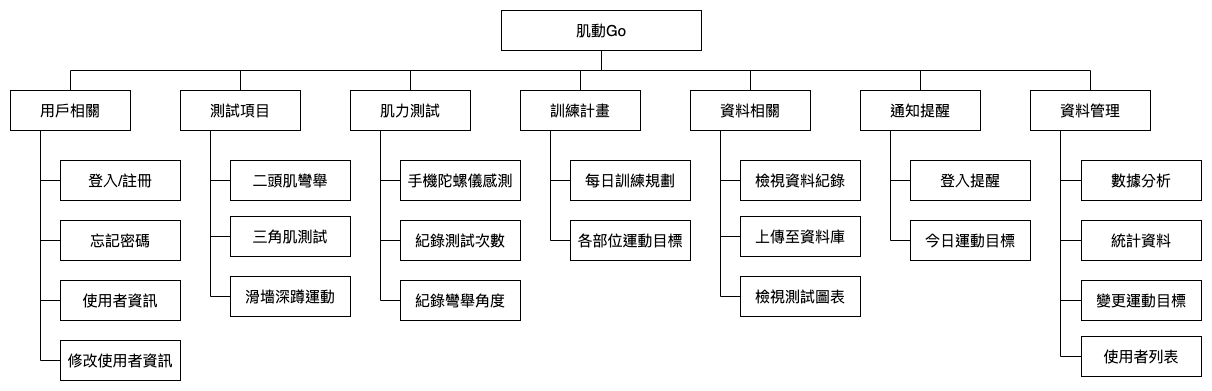 肌動Go
用戶相關
登入/註冊
忘記密碼
使用者資訊
修改使用者資訊
測試項目
二頭肌彎舉
三角肌測試
滑墻深蹲運動
肌力測試
手機陀螺儀感測
紀錄測試次數
紀錄彎舉角度
訓練計畫
每日訓練規劃
各部位運動目標
資料相關
檢視資料紀錄
上傳至資料庫
檢視測試圖表
通知提醒
登入提醒
今日運動目標
資料管理
數據分析
統計資料
變更運動目標
使用者列表